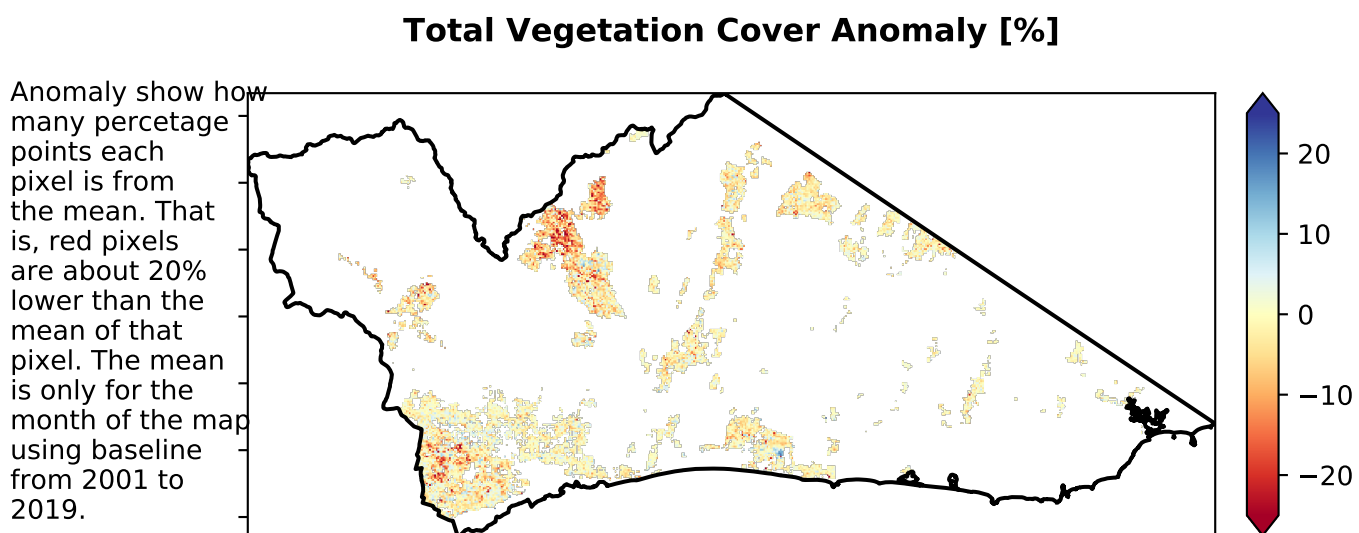 Total Vegetation Cover Anomaly [%]
Anomaly show how
many percetage
points each
pixel is from
the mean. That
is, red pixels
are about 20%
lower than the
mean of that
pixel. The mean
is only for the
month of the map
using baseline
from 2001 to
2019.
20
10
0
−10
−20